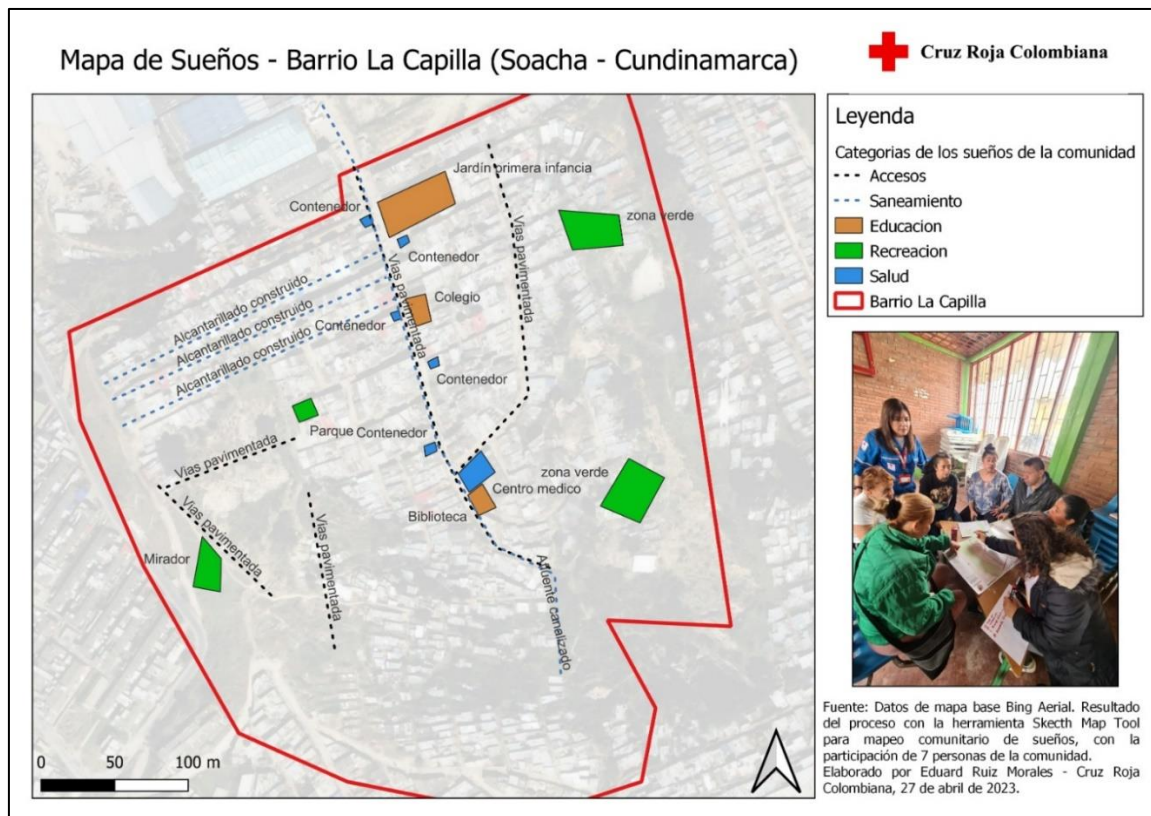 Mapa de Sueños - Barrio La Capilla (Soacha - Cundinamarca)
Cruz Roja Colombiana
Jardín primera infancia
Contenedor
zona verde
Contenedor
Vias pavimentada
Vias pavimentada
Alcantarillado construido
Alcantarillado construido
Alcantarillado construido
Colegio
Contenedor
Contenedor
Parque
Contenedor
Vias pavimentada
zona verde
Centro medico
Biblioteca
Vias pavimentada
Vias pavimentada
Mirador
Afluente canalizado
0 50 100 m
Leyenda
Categorias de los sueños de la comunidad
Accesos
Saneamiento
Educacion
Recreacion
Salud
Barrio La Capilla
Fuente: Datos de mapa base Bing Aerial. Resultado
del proceso con la herramienta Skecth Map Tool
para mapeo comunitario de sueños, con la
participación de 7 personas de la comunidad.
Elaborado por Eduard Ruiz Morales - Cruz Roja
Colombiana, 27 de abril de 2023.